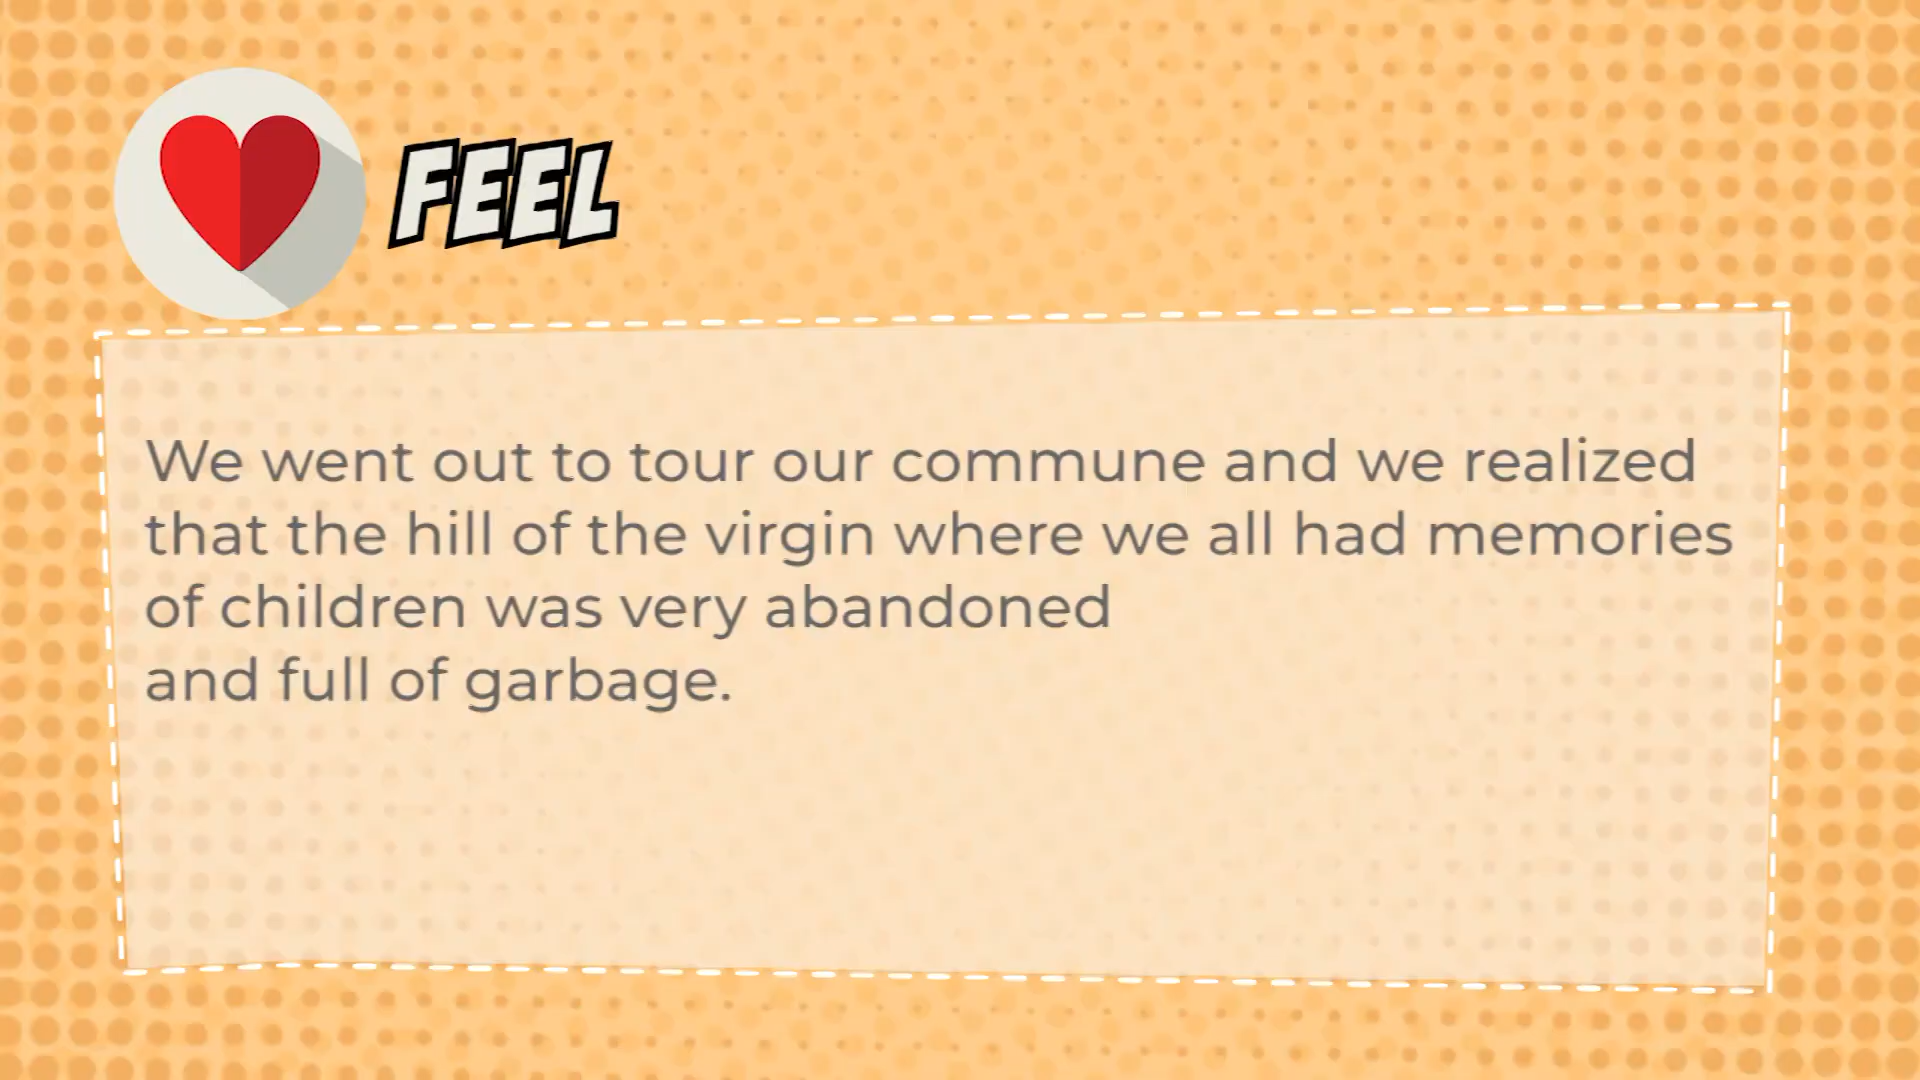 FEEL
We went out to tour our commune and we realized
that the hill of the virgin where we all had memories
of children was very abandoned
and full of garbage.